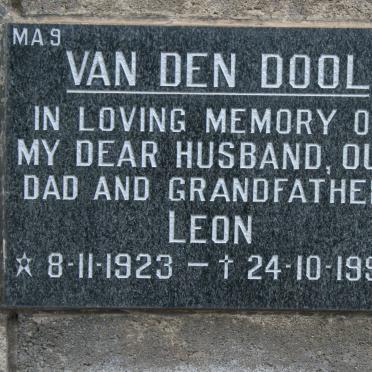 MA9
VAN DEN DOOL
IN LOVING MEMORY O
MY DEAR HUSBAND, OU
DAD AND GRANDFATHE
LEON
☆ 8-11-1923 – † 24-10-199